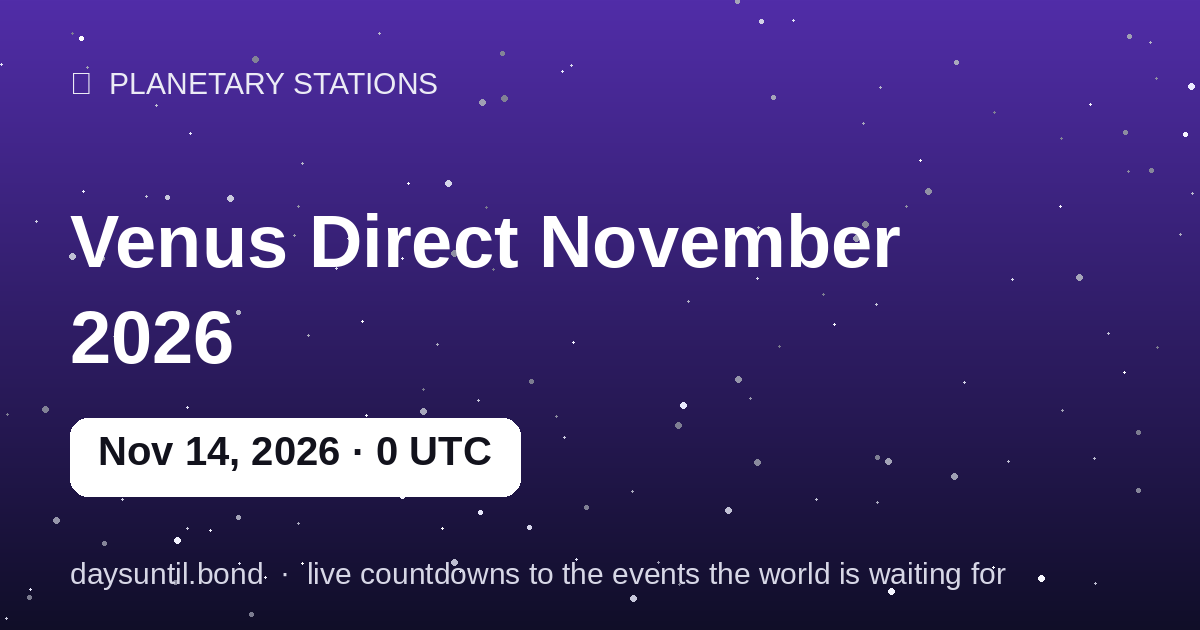 PLANETARY STATIONS
Venus Direct November
2026
Nov 14, 2026 · 0 UTC
daysuntil.bond · live countdowns to the events the world is waiting for